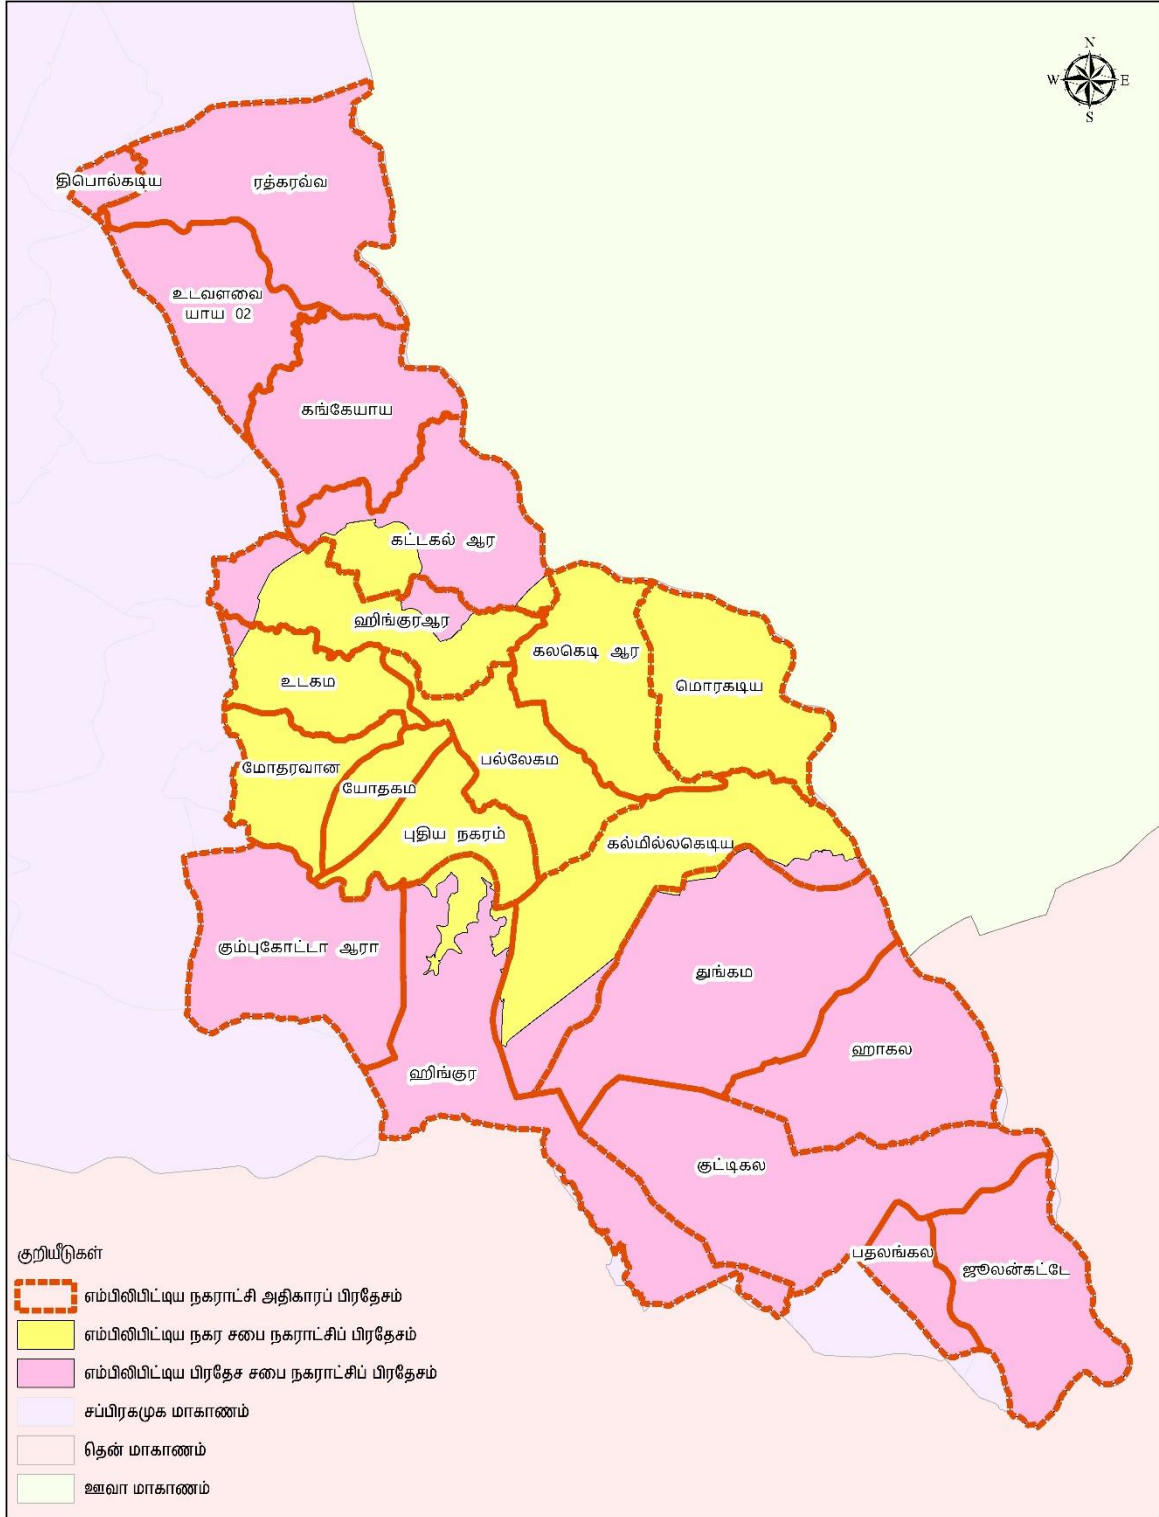 N
W E
S
திபொல்கடிய
ரத்கரவ்வ
உடவளவை
யாய 02
கங்கேயாய
கட்டகல் ஆர
ஹிங்குரஆர
கலகெடி ஆர
உடகம
மொரகடிய
பல்லேகம
மோதரவான
யோதகம
புதிய நகரம்
கல்மில்லகெடிய
கும்புகோட்டா ஆரா
துங்கம
ஹாகல
ஹிங்குர
குட்டிகல
பதலங்கல
ஜூலன்கட்டே
குறியீடுகள்
எம்பிலிபிட்டிய நகராட்சி அதிகாரப் பிரதேசம்
எம்பிலிபிட்டிய நகர சபை நகராட்சிப் பிரதேசம்
எம்பிலிபிட்டிய பிரதேச சபை நகராட்சிப் பிரதேசம்
சப்பிரகமுக மாகாணம்
தென் மாகாணம்
ஊவா மாகாணம்